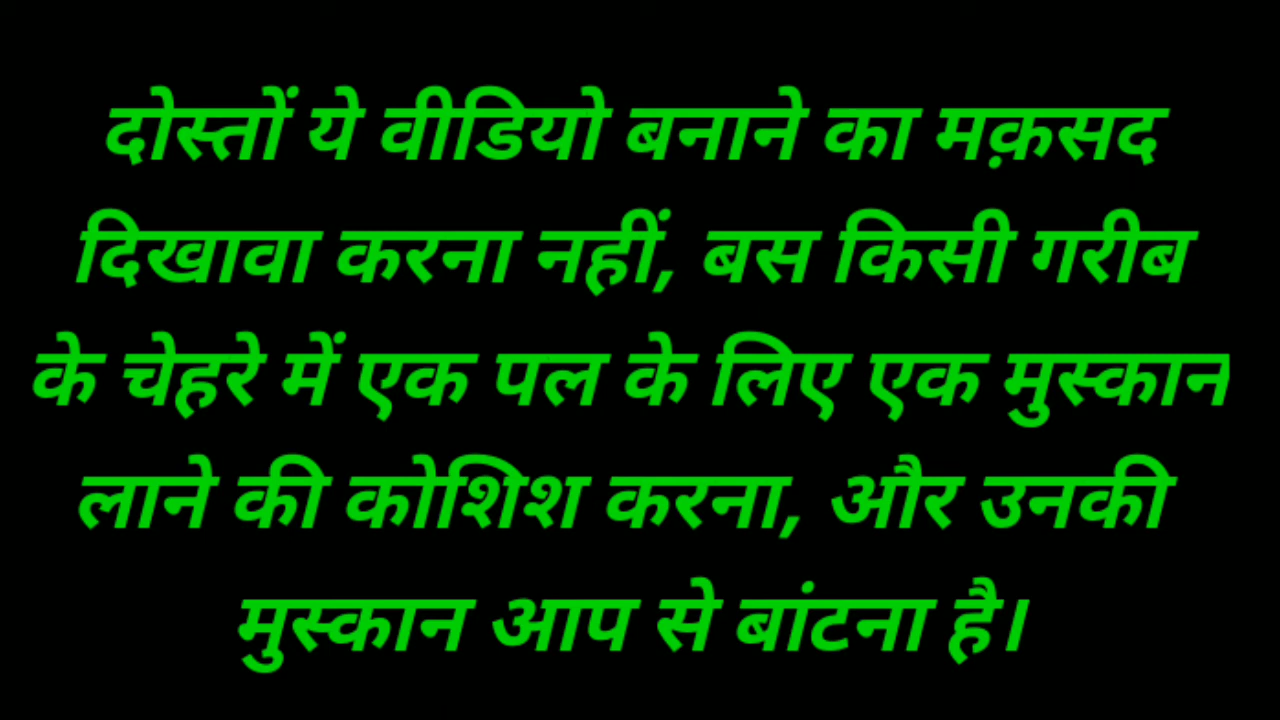 दोस्तों ये वीडियो बनाने का मक़सद
दिखावा करना नहीं, बस किसी गरीब
के चेहरे में एक पल के लिए एक मुस्कान
लाने की कोशिश करना, और उनकी
मुस्कान आप से बांटना है।